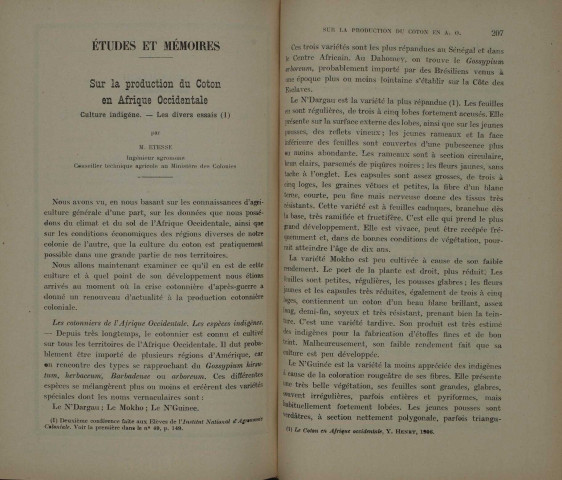 ÉTUDES ET MÉMOIRES
Sur la production du Coton
en Afrique Occidentale
Culture indigène. — Les divers essais (1)
par
M. ETESSE
Ingénieur agronome
Conseiller technique agricole au Ministère des Colonies
Nous avons vu, en nous basant sur les connaissances d'agri-
culture générale d'une part, sur les données que nous possé-
dons du climat et du sol de l'Afrique Occidentale, ainsi que
sur les conditions économiques des régions diverses de notre
colonie de l'autre, que la culture du coton est pratiquement
possible dans une grande partie de nos territoires.
Nous allons maintenant examiner ce qu'il en est de cette
culture et à quel point de son développement nous étions
arrivés au moment où la crise cotonnière d'après-guerre a
donné un renouveau d'actualité à la production cotonnière
coloniale.
Les cotonniers de l'Afrique Occidentale. Les espèces indigènes.
— Depuis très longtemps, le cotonnier est connu et cultivé
sur tous les territoires de l'Afrique Occidentale. Il dut proba-
blement être importé de plusieurs régions d'Amérique, car
on rencontre des types se rapprochant du Gossypium hirsu-
tum, herbaceum, Barbadense ou arboreum. Ces différentes
espèces se mélangèrent plus ou moins et créèrent des variétés
spéciales dont les noms vernaculaires sont :
Le N'Dargau ; Le Mokho ; Le N'Guinée.
(1) Deuxième conférence faite aux Elèves de l'Institut National d'Agronomie
Coloniale. Voir la première dans le n° 69, p. 148.
SUR LA PRODUCTION DU COTON EN A. O. 207
Ces trois variétés sont les plus répandues au Sénégal et dans
le Centre Africain. Au Dahomey, on trouve le Gossypium
arboreum, probablement importé par des Brésiliens venus à
une époque plus ou moins lointaine s'établir sur la Côte des
Esclaves.
Le N'Dargau est la variété la plus répandue (1). Les feuilles
en sont régulières, de trois à cinq lobes fortement accusés. Elle
présente sur la surface externe des lobes, ainsi que sur les jeunes
pousses, des reflets vineux ; les jeunes rameaux et la face
inférieure des feuilles sont couvertes d'une pubescence plus
ou moins abondante. Les rameaux sont à section circulaire,
leur clairs, parsemés de piqûres noires ; les fleurs jaunes, sans
tache à l'onglet. Les capsules sont assez grosses, de trois à
cinq loges, les graines vêtues et petites, la fibre d'un blanc
terne, courte, peu fine mais nerveuse donne des tissus très
résistants. Cette variété est à feuilles caduques, branchue dès
la base, très ramifiée et fructifère. C'est elle qui prend le plus
grand développement. Elle est vivace, peut être recépée fré-
quemment et, dans de bonnes conditions de végétation, pour-
rait atteindre l'âge de dix ans.
La variété Mokho est peu cultivée à cause de son faible
rendement. Le port de la plante est droit, plus réduit. Les
feuilles sont petites, régulières, les pousses glabres ; les fleurs
jaunes et les capsules très réduites, également de trois à cinq
loges, contiennent un coton d'un beau blanc brillant, assez
long, demi-fin, soyeux et très résistant, prenant bien la tein-
ture. C'est une variété tardive. Son produit est très estimé
des indigènes pour la fabrication d'étoffes fines et de bon
teint. Malheureusement, son faible rendement fait que sa
culture est peu développée.
Le N'Guinée est la variété la moins appréciée des indigènes
à cause de la coloration rougeâtre de ses fibres. Elle présente
une très belle végétation, ses feuilles sont grandes, glabres,
souvent irrégulières, parfois entières et pyriformes, mais
habituellement fortement lobées. Les jeunes pousses sont
verdâtres, à section nettement polygonale, parfois triangu-
(1) Le Coton en Afrique occidentale, Y. HENRY, 1906.